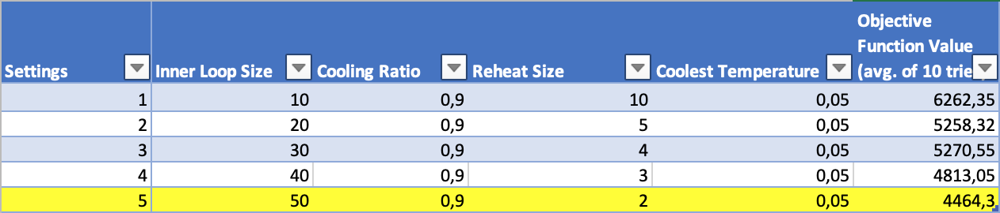 Settings Inner Loop Size Cooling Ratio Reheat Size Coolest Temperature Objective Function Value (avg. of 10 trie
1 10 0,9 10 0,05 6262,35
2 20 0,9 5 0,05 5258,32
3 30 0,9 4 0,05 5270,55
4 40 0,9 3 0,05 4813,05
5 50 0,9 2 0,05 4464,3